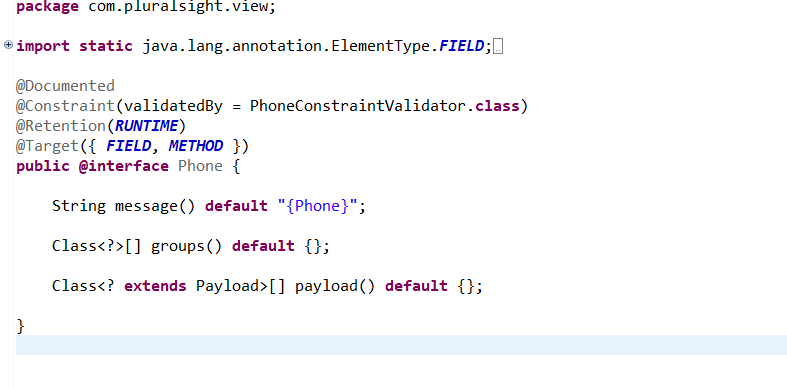 package com.pluralsight.view;
import static java.lang.annotation.ElementType.FIELD;
@Documented
@Constraint(validatedBy = PhoneConstraintValidator.class)
@Retention(RUNTIME)
@Target({ FIELD, METHOD })
public @interface Phone {
String message() default "{Phone}";
Class<?>[] groups() default {};
Class<? extends Payload>[] payload() default {};
}